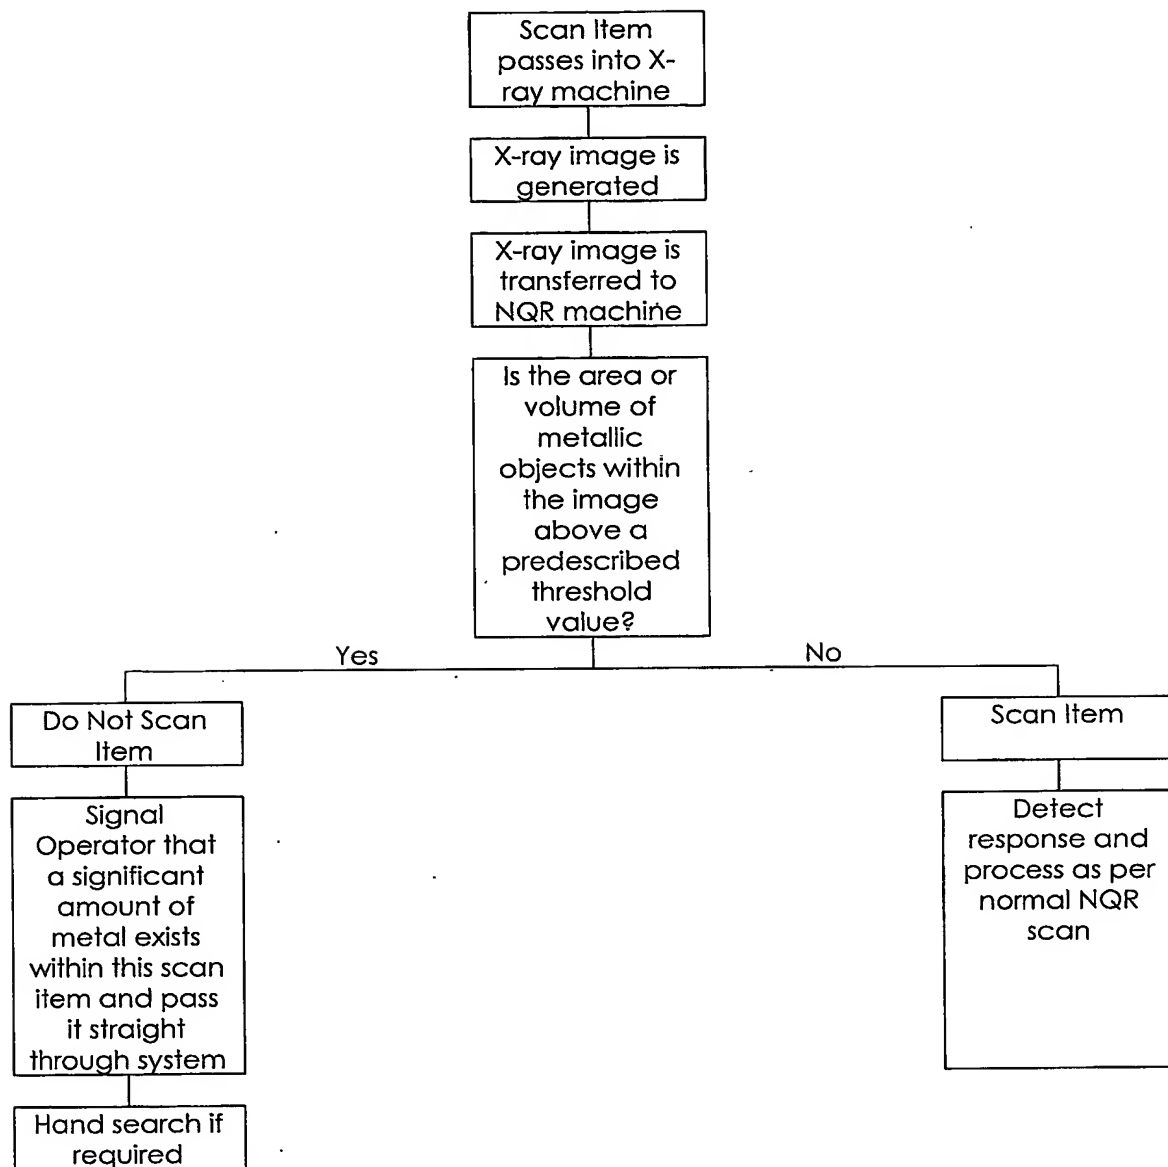 Scan Item
passes into X-
ray machine
X-ray image is
generated
X-ray image is
transferred to
NQR machine
Is the area or
volume of
metallic
objects within
the image
above a
predescribed
threshold
value?
Yes
No
Do Not Scan
Item
Signal
Operator that
a significant
amount of
metal exists
within this scan
item and pass
it straight
through system
Hand search if
required
Scan Item
Detect
response and
process as per
normal NQR
scan